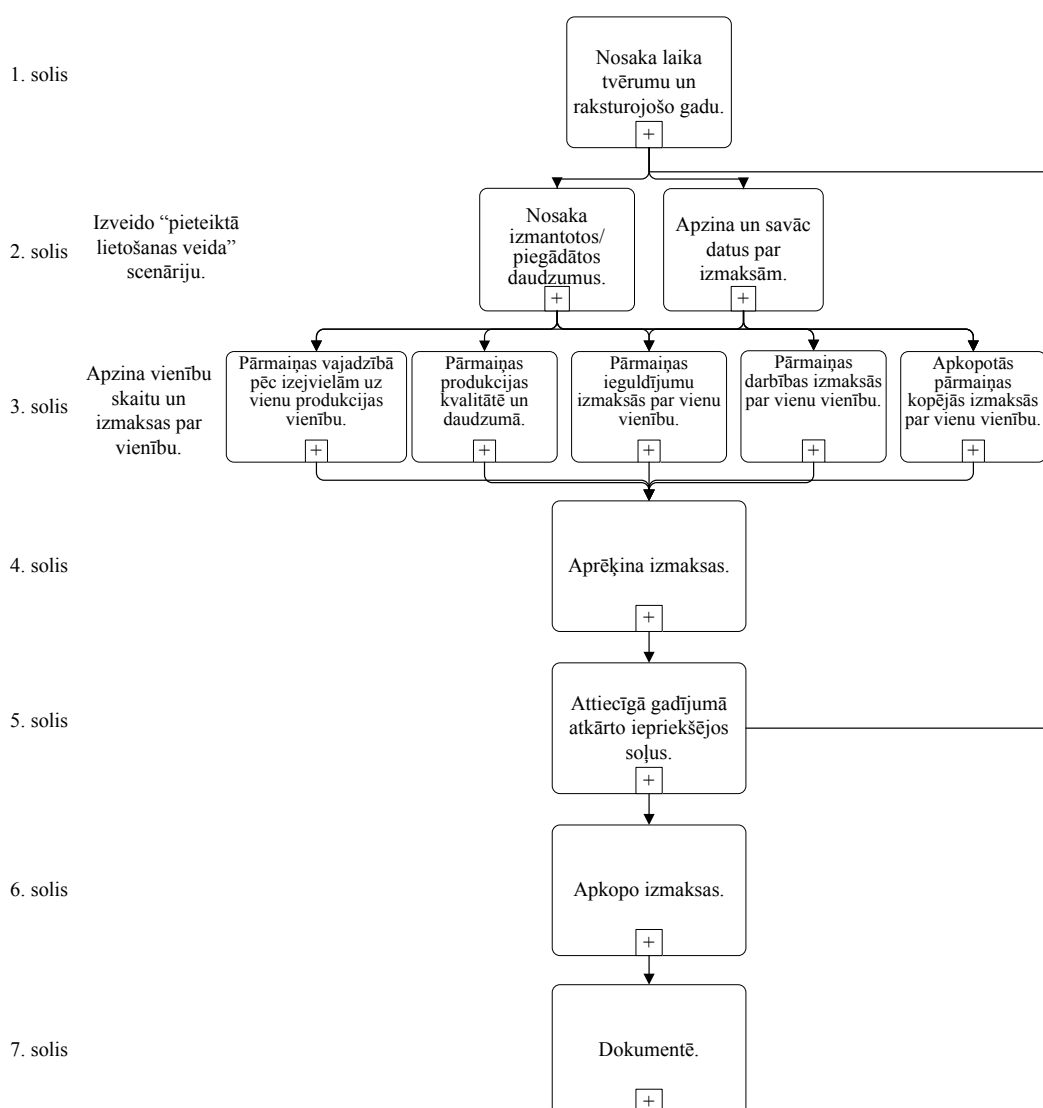 1. solis
Nosaka laika
tvērumu un
raksturojošo gadu.
+
2. solis
Izveido “pieteiktā
lietošanas veida”
scenāriju.
Nosaka
izmantotos/
piegādātos
daudzumus.
+
Apzina un savāc
datus par
izmaksām.
+
3. solis
Apzina vienību
skaitu un
izmaksas par
vienību.
Pārmaiņas vajadzībā
pēc izejvielām uz
vienu produkcijas
vienību.
+
Pārmaiņas
produkcijas
kvalitātē un
daudzumā.
+
Pārmaiņas
ieguldījumu
izmaksās par vienu
vienību.
+
Pārmaiņas
darbības izmaksās
par vienu vienību.
+
Apkopotās
pārmaiņas
kopējās izmaksās
par vienu vienību.
+
4. solis
Aprēķina izmaksas.
+
5. solis
Attiecīgā gadījumā
atkārto iepriekšējos
soļus.
+
6. solis
Apkopo izmaksas.
+
7. solis
Dokumentē.
+